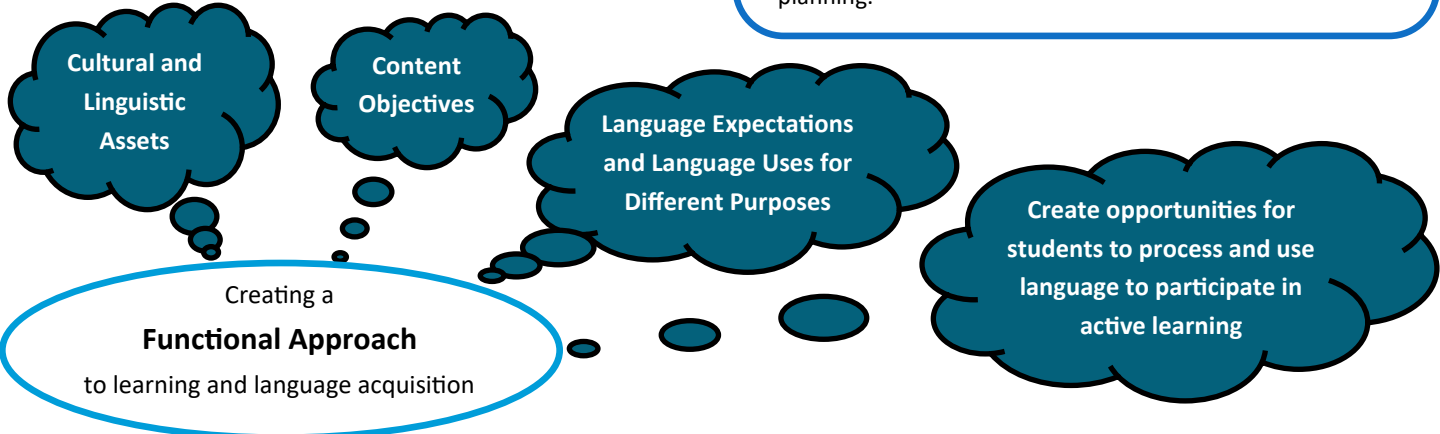 planning.
Cultural and
Linguistic
Assets
Content
Objectives
Language Expectations
and Language Uses for
Different Purposes
Create opportunities for
students to process and use
language to participate in
active learning
Creating a
Functional Approach
to learning and language acquisition